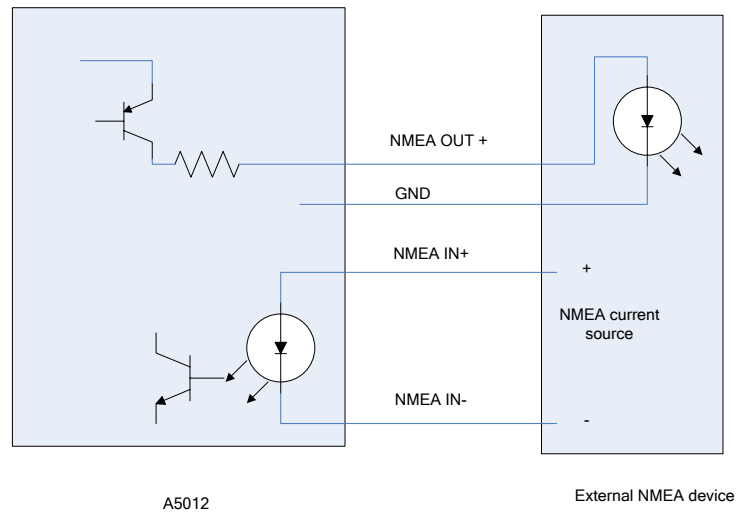 NMEA OUT +
GND
NMEA IN+
+
NMEA current
source
NMEA IN-
-
A5012
External NMEA device